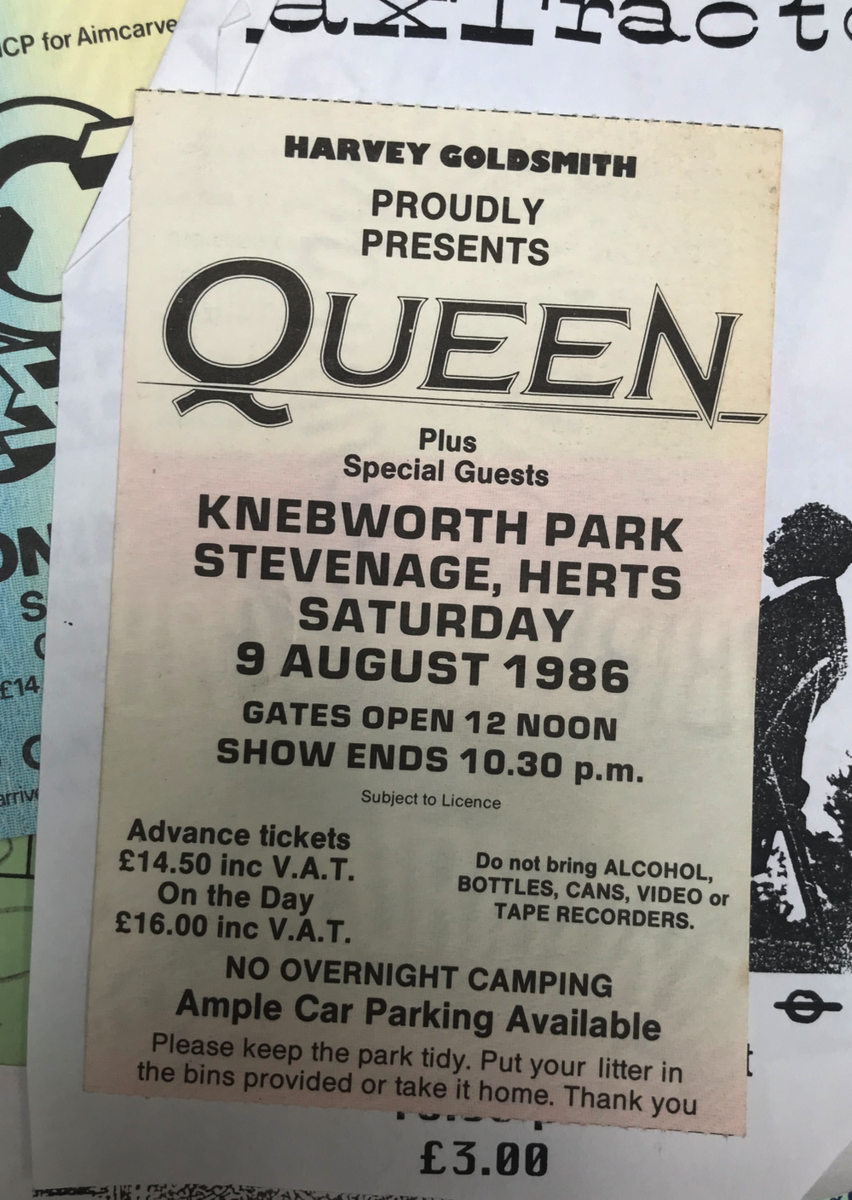 CP for Aimcarve
axtract
HARVEY GOLDSMITH
PROUDLY
PRESENTS
QUEEN
Plus
Special Guests
KNEBWORTH PARK
STEVENAGE, HERTS
SATURDAY
9 AUGUST 1986
GATES OPEN 12 NOON
SHOW ENDS 10.30 p.m.
Subject to Licence
Advance tickets
£14.50 inc V.A.T.
On the Day
£16.00 inc V.A.T.
Do not bring ALCOHOL,
BOTTLES, CANS, VIDEO or
TAPE RECORDERS.
NO OVERNIGHT CAMPING
Ample Car Parking Available
Please keep the park tidy. Put your litter in
the bins provided or take it home. Thank you
£3.00
ON
£14